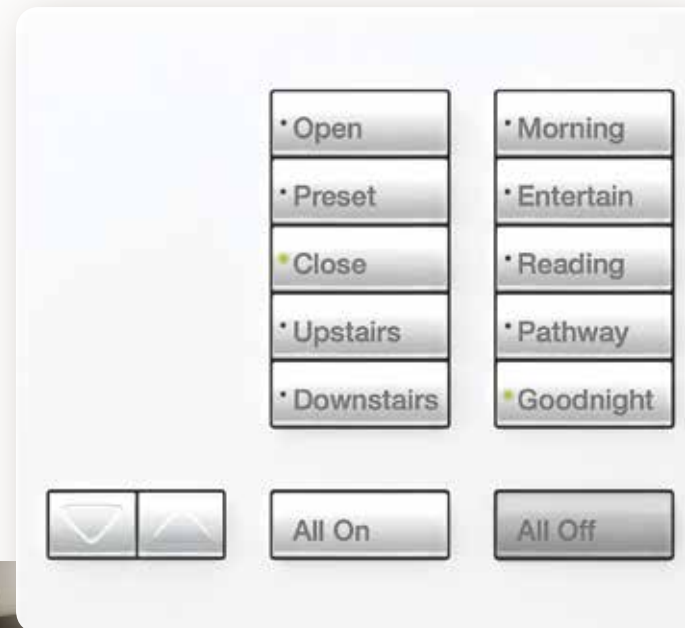 Open
Preset
Close
Upstairs
Downstairs
Morning
Entertain
Reading
Pathway
Goodnight
All On
All Off